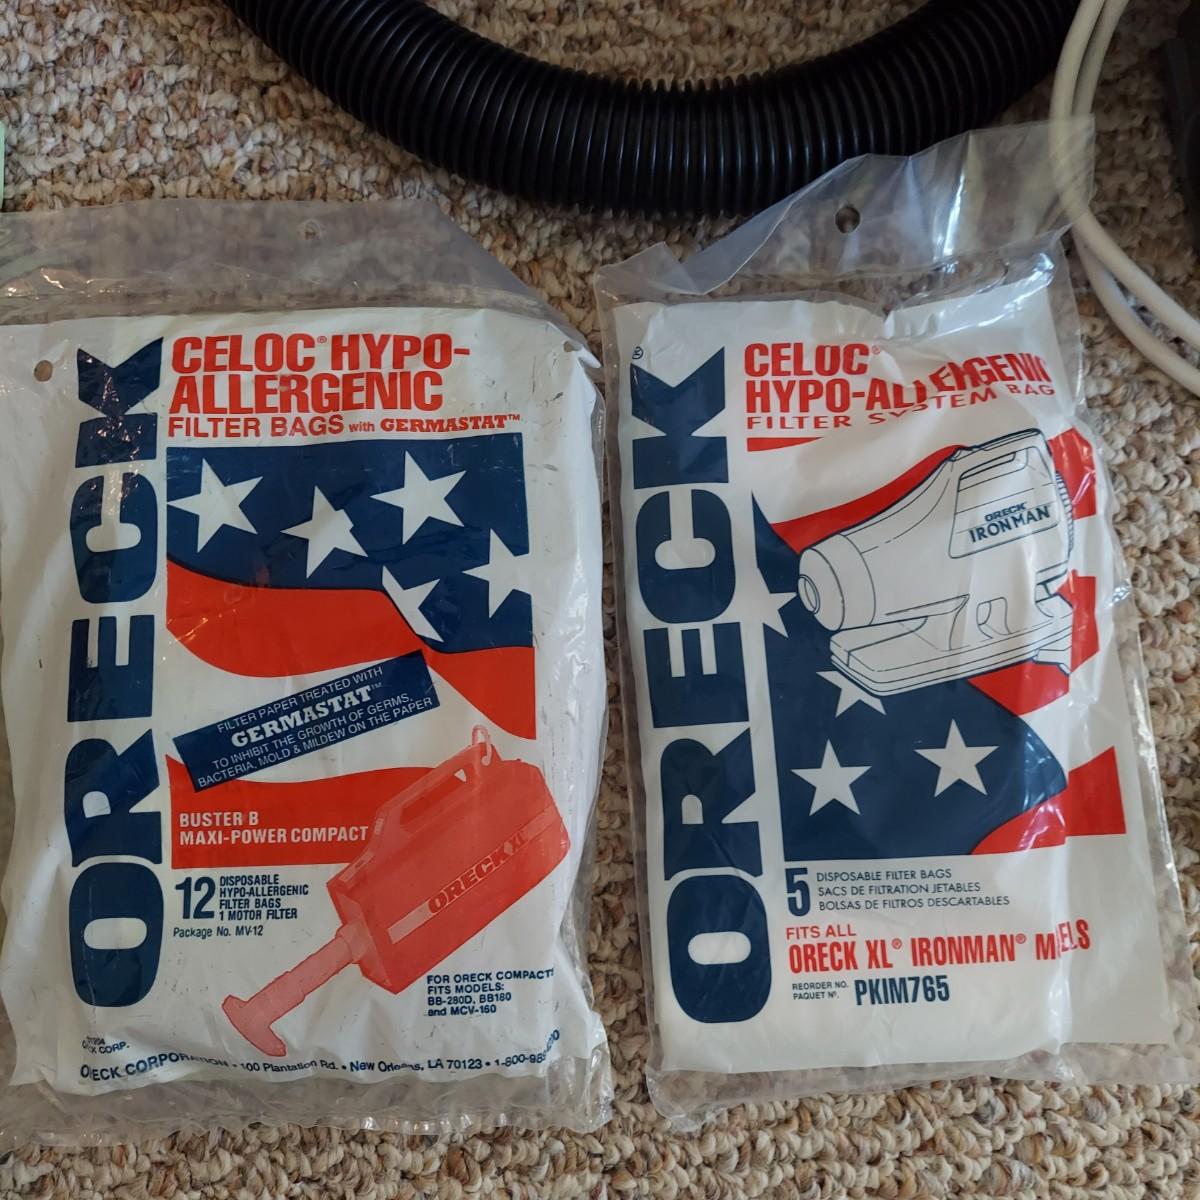 ORECK
CELOC® HYPO-
ALLERGENIC
FILTER BAGS with GERMASTAT™
FILTER PAPER TREATED WITH
GERMASTAT™
TO INHIBIT THE GROWTH OF GERMS,
BACTERIA, MOLD & MILDEW ON THE PAPER
BUSTER B
MAXI-POWER COMPACT
ORECK XL
12 DISPOSABLE
HYPO-ALLERGENIC
FILTER BAGS
1 MOTOR FILTER
Package No. MV-12
FOR ORECK COMPACTS
FITS MODELS:
BB-280D, BB180
and MCV-160
CORP.
ORECK CORPORATION • 100 Plantation Rd. • New Orleans, LA 70123 •
ORECK®
CELOC®
HYPO-ALLERGENIC
FILTER SYSTEM BAG
ORECK
IRONMAN
5 DISPOSABLE FILTER BAGS
SACS DE FILTRATION JETABLES
BOLSAS DE FILTROS DESCARTABLES
FITS ALL
ORECK XL® IRONMAN® MODELS
REORDER NO.
PAQUET Nº. PKIM765